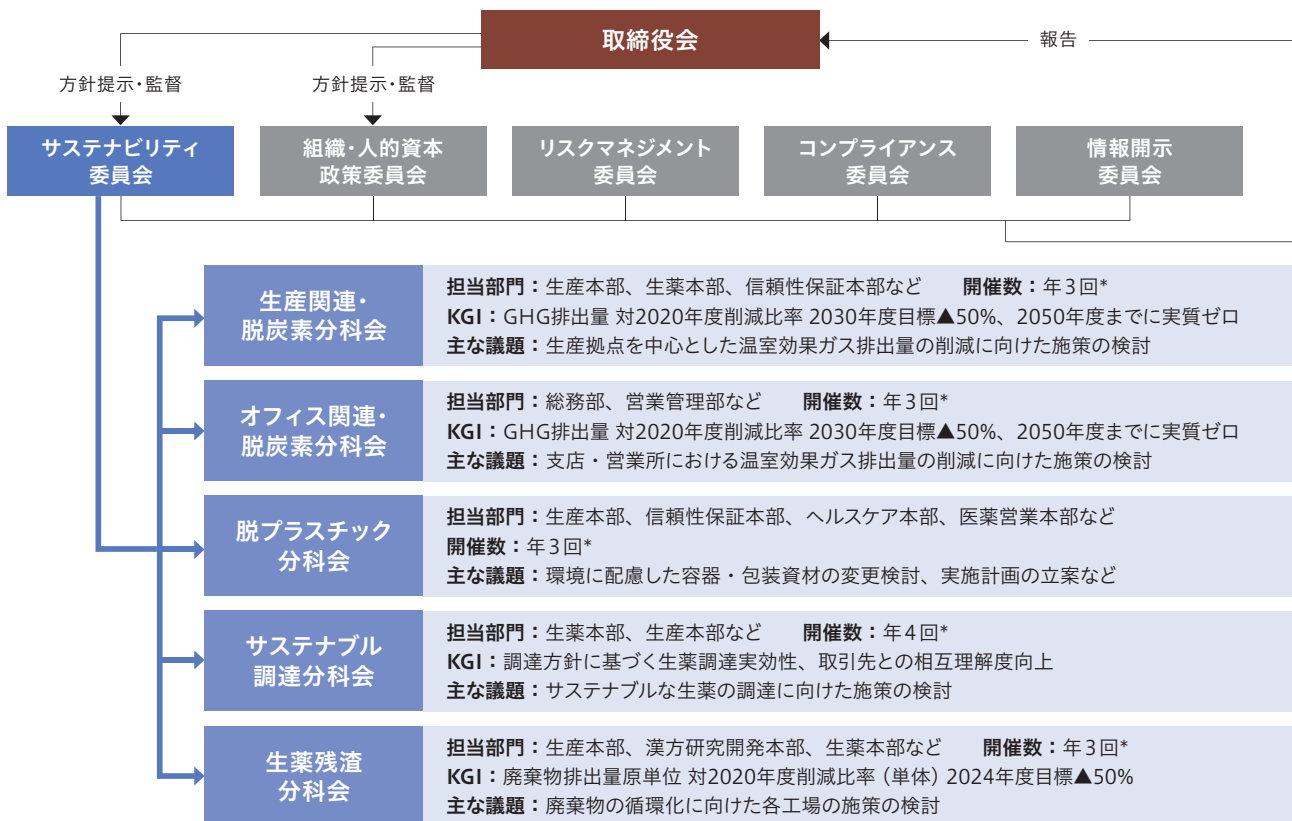 取締役会
報告
方針提示・監督
方針提示・監督
サステナビリティ
委員会
組織・人的資本
政策委員会
リスクマネジメント
委員会
コンプライアンス
委員会
情報開示
委員会
生産関連・
脱炭素分科会
担当部門：生産本部、生薬本部、信頼性保証本部など　開催数：年3回*
KGI：GHG排出量 対2020年度削減比率 2030年度目標▲50%、2050年度までに実質ゼロ
主な議題：生産拠点を中心とした温室効果ガス排出量の削減に向けた施策の検討
オフィス関連・
脱炭素分科会
担当部門：総務部、営業管理部など　開催数：年3回*
KGI：GHG排出量 対2020年度削減比率 2030年度目標▲50%、2050年度までに実質ゼロ
主な議題：支店・営業所における温室効果ガス排出量の削減に向けた施策の検討
脱プラスチック
分科会
担当部門：生産本部、信頼性保証本部、ヘルスケア本部、医薬営業本部など
開催数：年3回*
主な議題：環境に配慮した容器・包装資材の変更検討、実施計画の立案など
サステナブル
調達分科会
担当部門：生薬本部、生産本部など　開催数：年4回*
KGI：調達方針に基づく生薬調達実効性、取引先との相互理解度向上
主な議題：サステナブルな生薬の調達に向けた施策の検討
生薬残渣
分科会
担当部門：生産本部、漢方研究開発本部、生薬本部など　開催数：年3回*
KGI：廃棄物排出量原単位 対2020年度削減比率（単体）2024年度目標▲50%
主な議題：廃棄物の循環化に向けた各工場の施策の検討